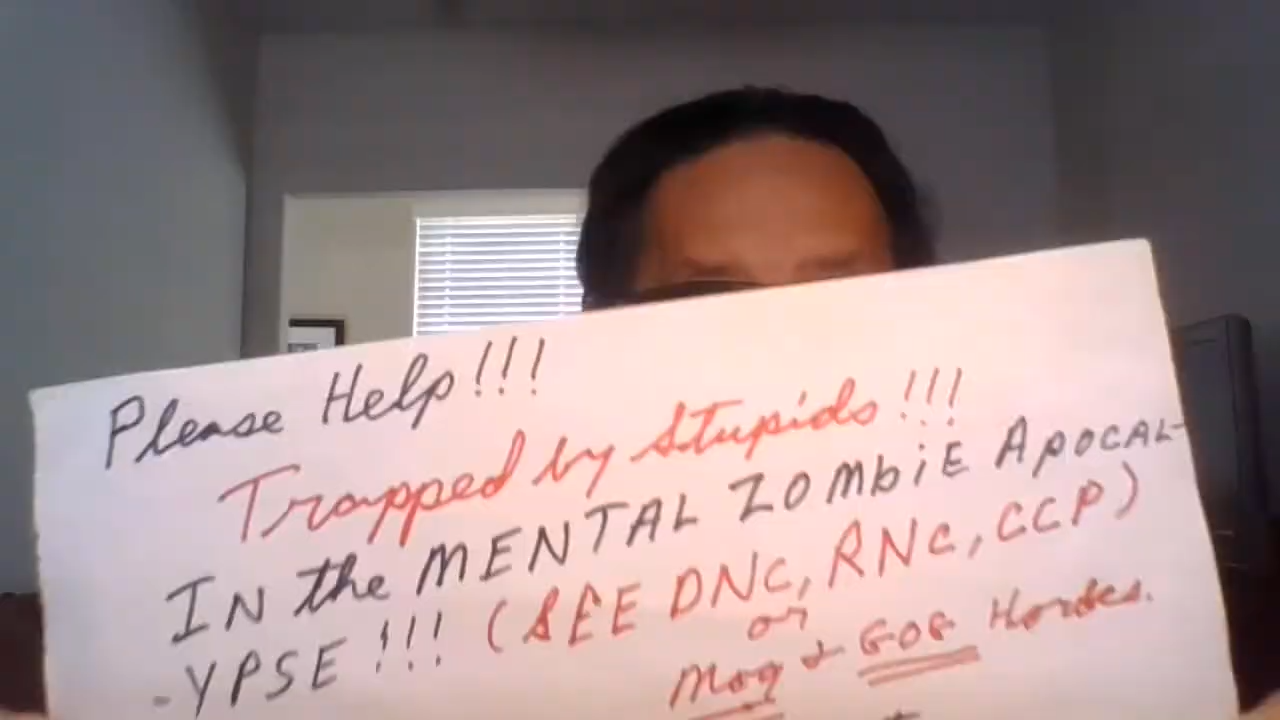 Please Help!!!
Trapped by Stupids!!!
IN the MENTAL ZOMbiE APOCAL-
-YPSE!!! (SEE DNC, RNC, CCP)
or
Mog & GOG Hordes.